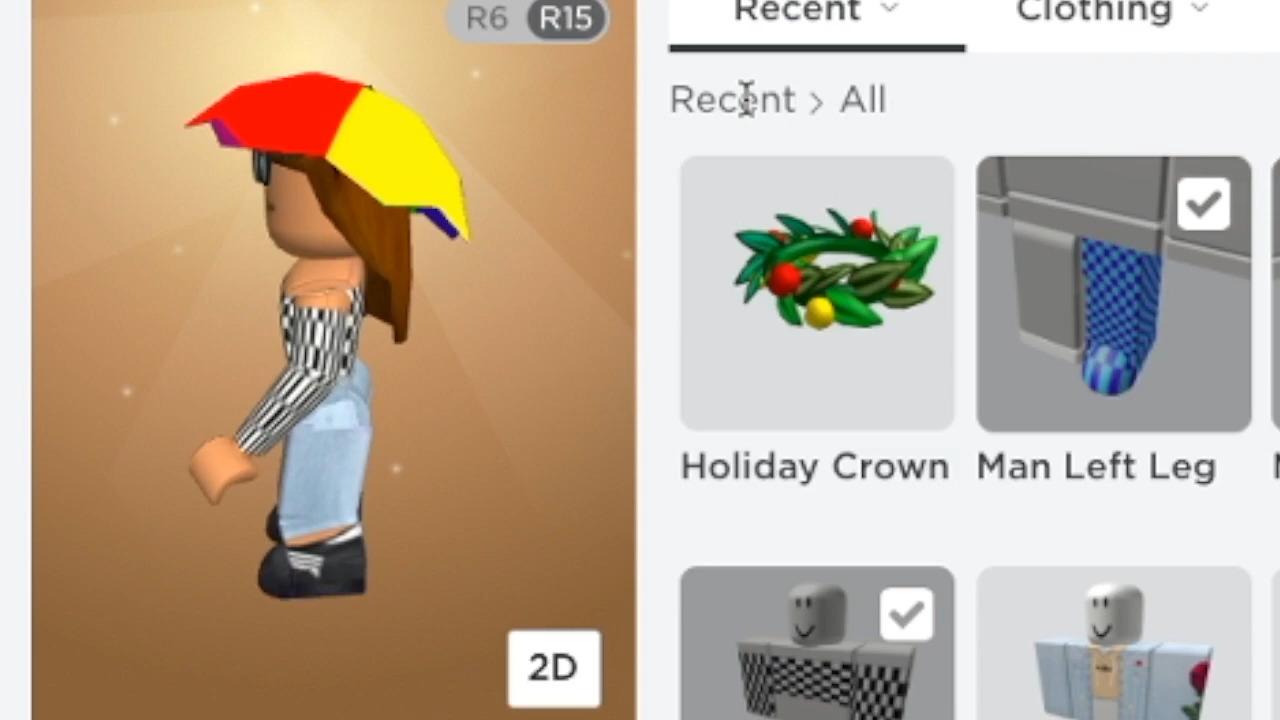 R6 R15
Recent Clothing
Recent > All
Holiday Crown
Man Left Leg
2D